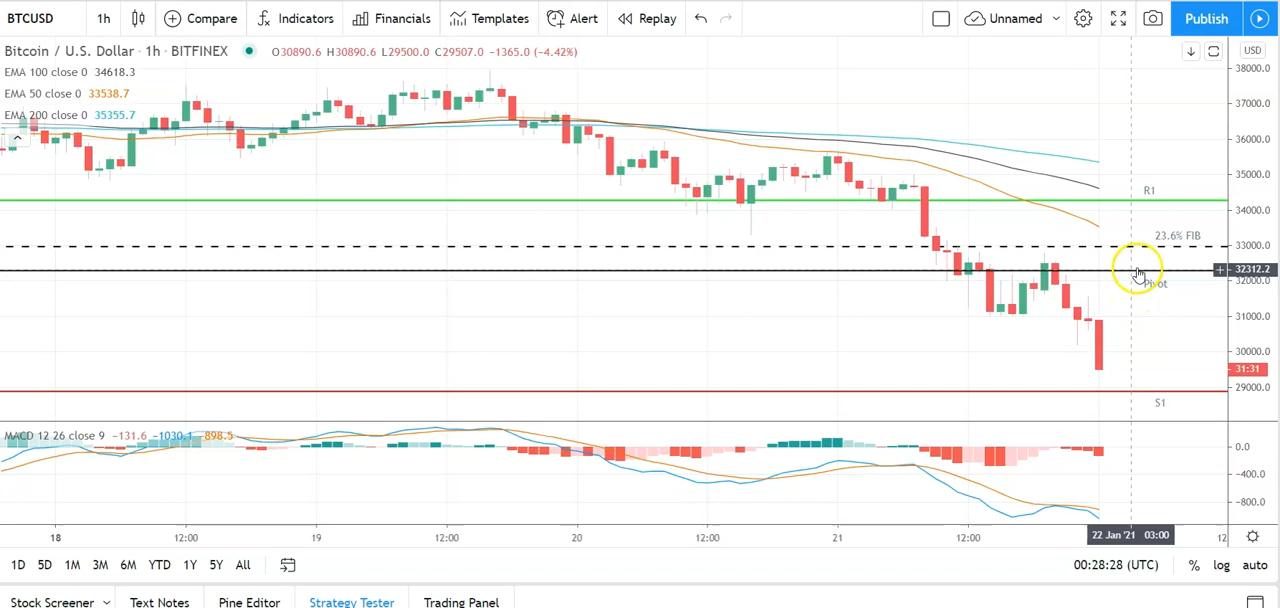 BTCUSD 1h Compare Indicators Financials Templates Alert Replay Unnamed Publish
Bitcoin / U.S. Dollar · 1h · BITFINEX O30890.6 H30890.6 L29500.0 C29507.0 −1365.0 (−4.42%) USD
EMA 100 close 0 34618.3
EMA 50 close 0 33538.7
EMA 200 close 0 35355.7
38000.0
37000.0
36000.0
35000.0
R1
34000.0
23.6% FIB
33000.0
32312.2
Pivot
32000.0
31000.0
30000.0
31:31
29000.0
S1
MACD 12 26 close 9 −131.6 −1030.1 −898.5
0.0
−400.0
−800.0
18 12:00 19 12:00 20 12:00 21 12:00 22 Jan '21 03:00 12
1D 5D 1M 3M 6M YTD 1Y 5Y All 00:28:28 (UTC) % log auto
Stock Screener Text Notes Pine Editor Strategy Tester Trading Panel